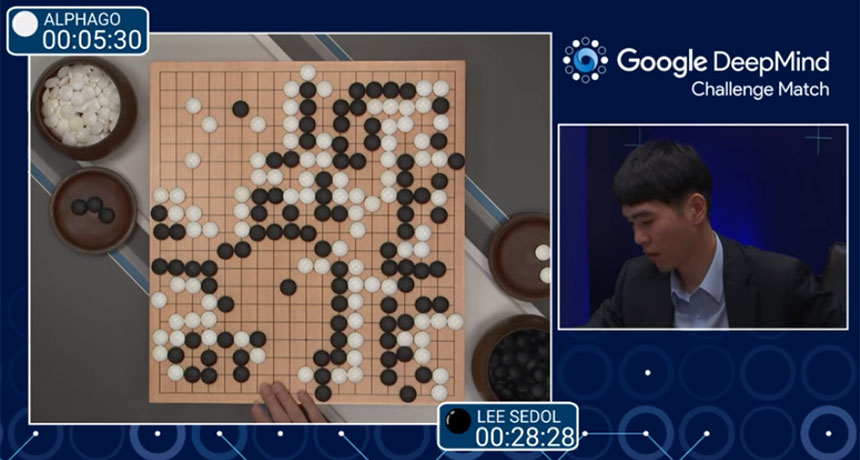 ALPHAGO
00:05:30
Google DeepMind
Challenge Match
LEE SEDOL
00:28:28